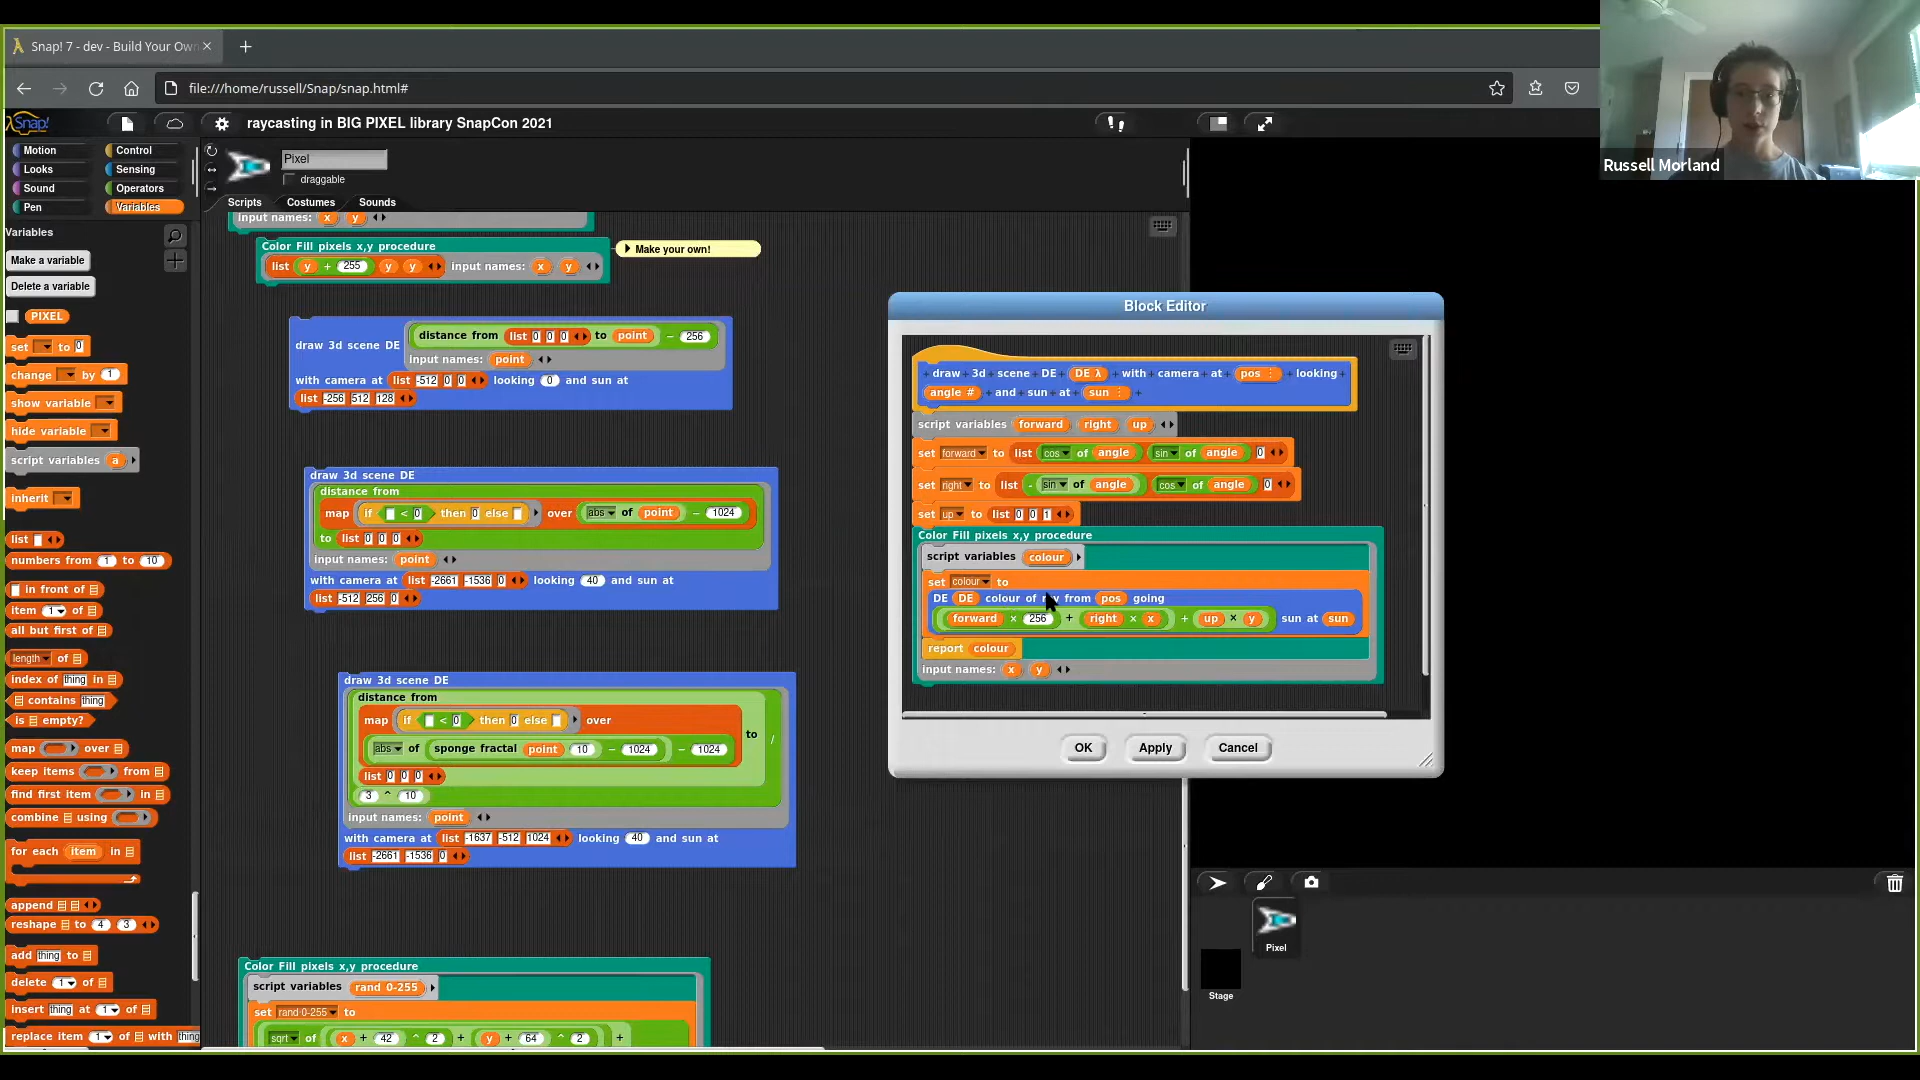 Snap! 7 - dev - Build Your Own
file:///home/russell/Snap/snap.html#
Snap!
raycasting in BIG PIXEL library SnapCon 2021
Russell Morland
Motion Control
Looks Sensing
Sound Operators
Pen Variables
Pixel
draggable
Scripts Costumes Sounds
Variables
Make a variable
Delete a variable
PIXEL
set to 0
change by 1
show variable
hide variable
script variables a
inherit
list
numbers from 1 to 10
in front of
item 1 of
all but first of
length of
index of thing in
contains thing
is empty?
map over
keep items from
find first item in
combine using
for each item in
append
reshape to 4 3
add thing to
delete 1 of
insert thing at 1 of
replace item 1 of with thing
input names: x y
Color Fill pixels x,y procedure
list y + 255 y y input names: x y
Make your own!
draw 3d scene DE distance from list 0 0 0 to point - 256
input names: point
with camera at list -512 0 0 looking 0 and sun at
list -256 512 128
draw 3d scene DE
distance from
map if < 0 then 0 else over abs of point - 1024
to list 0 0 0
input names: point
with camera at list -2661 -1536 0 looking 40 and sun at
list -512 256 0
draw 3d scene DE
distance from
map if < 0 then 0 else over
abs of sponge fractal point 10 - 1024 - 1024 to /
list 0 0 0
3 ^ 10
input names: point
with camera at list -1637 -512 1024 looking 40 and sun at
list -2661 -1536 0
Color Fill pixels x,y procedure
script variables rand 0-255
set rand 0-255 to
sqrt of x + 42 ^ 2 + y + 64 ^ 2 +
Block Editor
+ draw + 3d + scene + DE + DE λ + with + camera + at + pos ⋮ + looking +
angle # + and + sun + at + sun ⋮ +
script variables forward right up
set forward to list cos of angle sin of angle 0
set right to list - sin of angle cos of angle 0
set up to list 0 0 1
Color Fill pixels x,y procedure
script variables colour
set colour to
DE DE colour of from pos going
forward × 256 + right × x + up × y sun at sun
report colour
input names: x y
OK Apply Cancel
Pixel
Stage